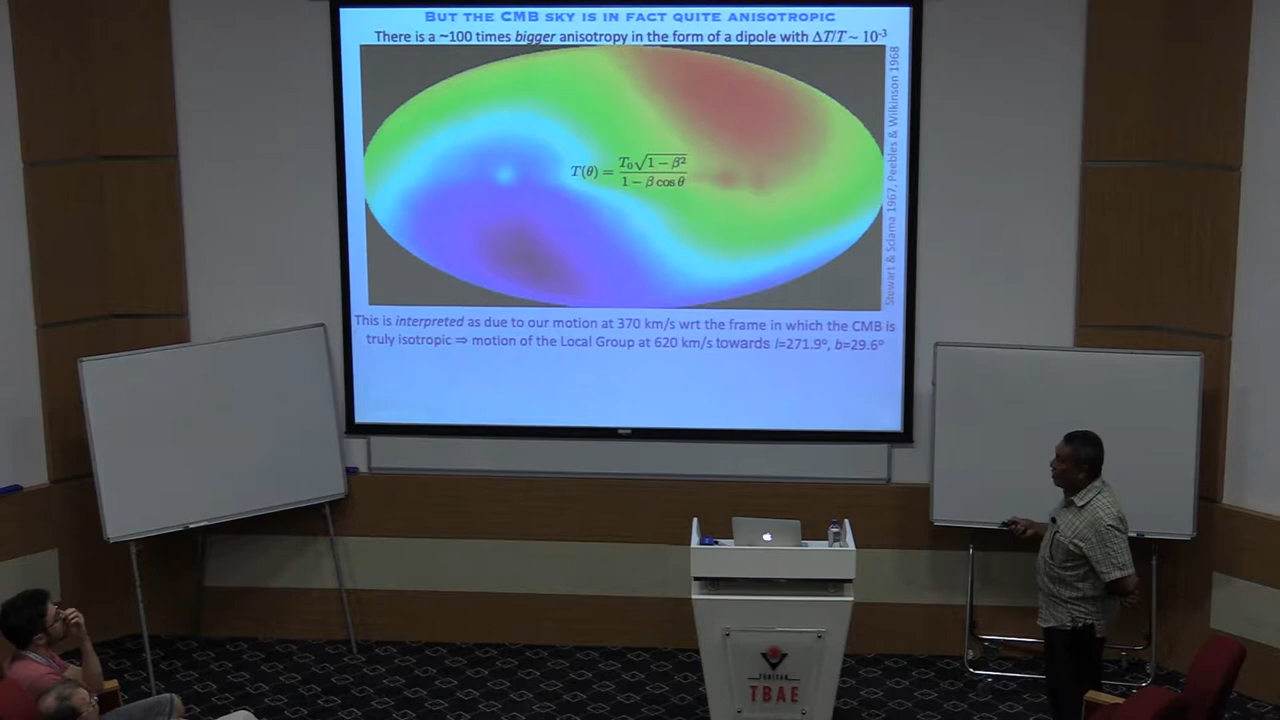 BUT THE CMB SKY IS IN FACT QUITE ANISOTROPIC
There is a ~100 times bigger anisotropy in the form of a dipole with ΔT/T ~ 10⁻³
T(θ) = T₀√(1 − β²) / (1 − β cos θ)
Stewart & Sciama 1967, Peebles & Wilkinson 1968
This is interpreted as due to our motion at 370 km/s wrt the frame in which the CMB is
truly isotropic ⇒ motion of the Local Group at 620 km/s towards l=271.9°, b=29.6°
TÜBİTAK
TBAE